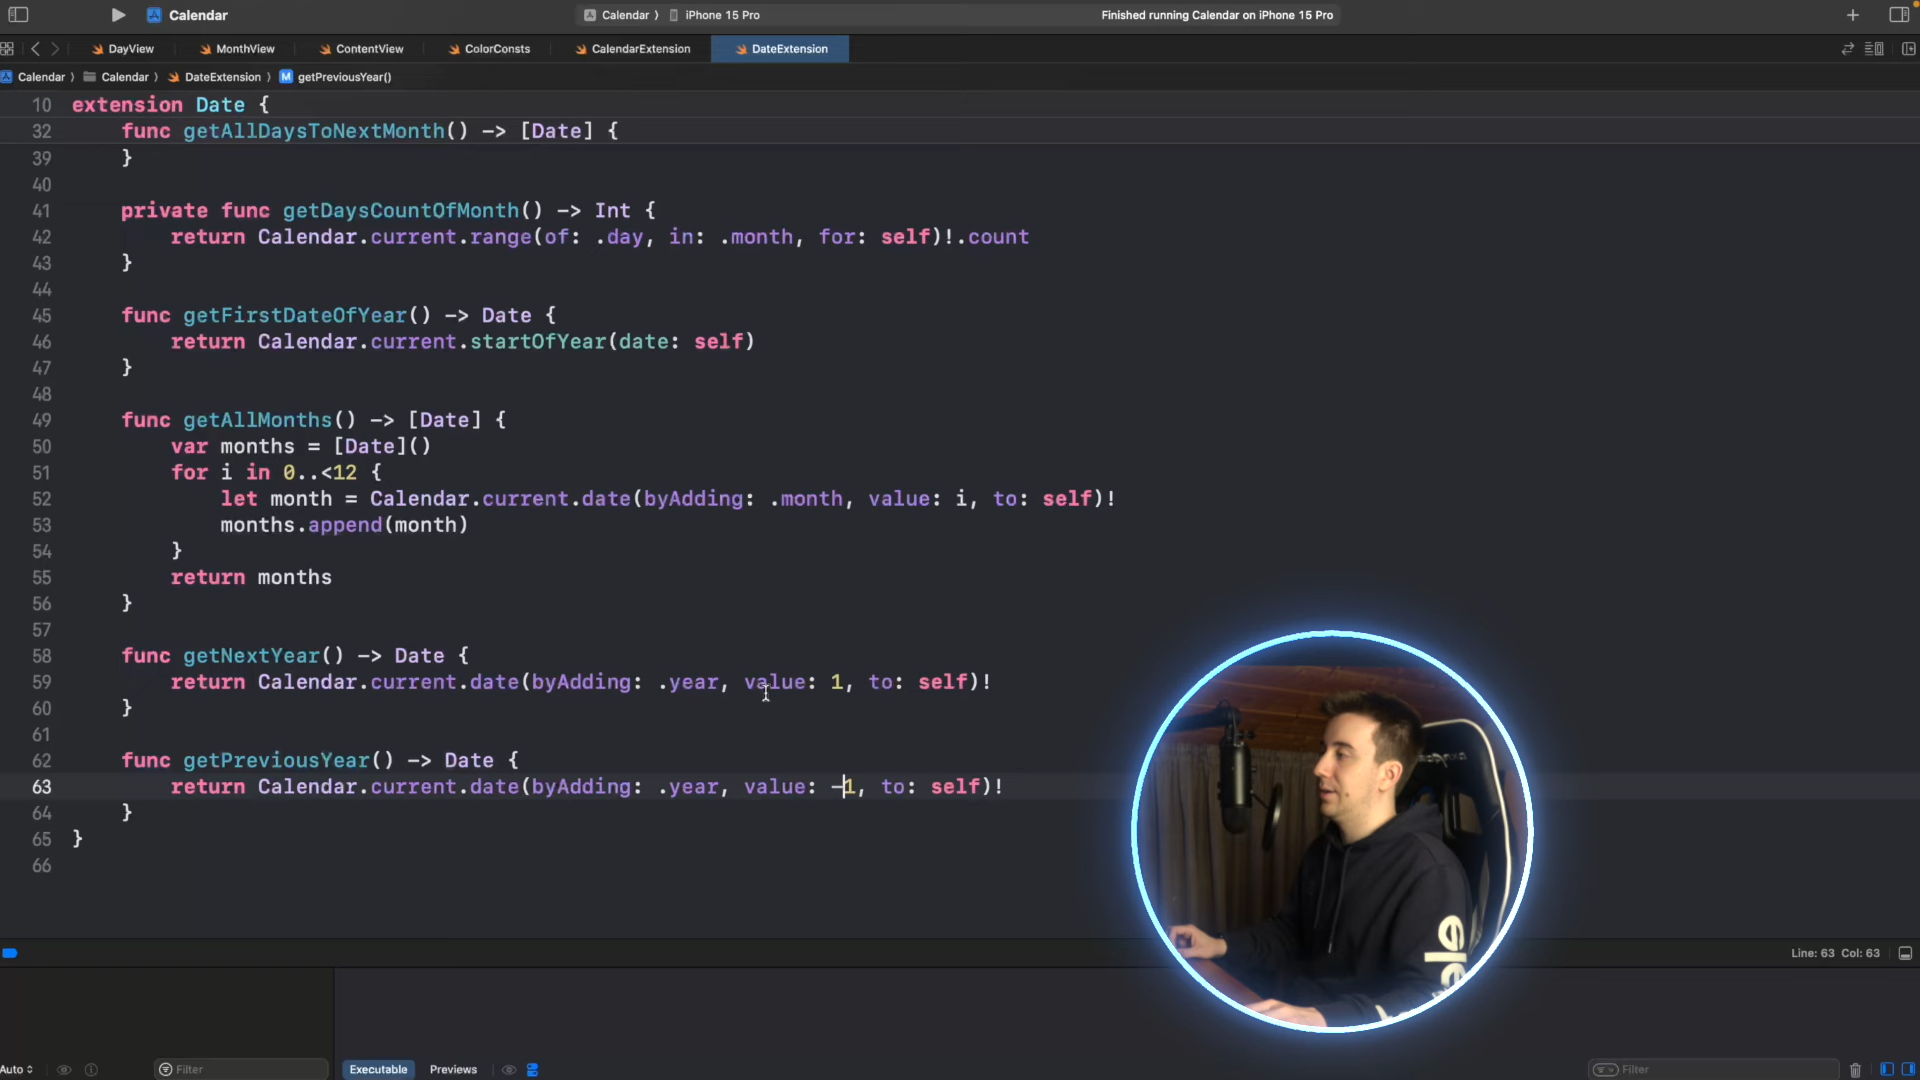 Calendar
Calendar ⟩ iPhone 15 Pro
Finished running Calendar on iPhone 15 Pro
DayView
MonthView
ContentView
ColorConsts
CalendarExtension
DateExtension
Calendar ⟩ Calendar ⟩ DateExtension ⟩ M getPreviousYear()
10 extension Date {
32 func getAllDaysToNextMonth() -> [Date] {
39 }
40
41 private func getDaysCountOfMonth() -> Int {
42 return Calendar.current.range(of: .day, in: .month, for: self)!.count
43 }
44
45 func getFirstDateOfYear() -> Date {
46 return Calendar.current.startOfYear(date: self)
47 }
48
49 func getAllMonths() -> [Date] {
50 var months = [Date]()
51 for i in 0..<12 {
52 let month = Calendar.current.date(byAdding: .month, value: i, to: self)!
53 months.append(month)
54 }
55 return months
56 }
57
58 func getNextYear() -> Date {
59 return Calendar.current.date(byAdding: .year, value: 1, to: self)!
60 }
61
62 func getPreviousYear() -> Date {
63 return Calendar.current.date(byAdding: .year, value: -1, to: self)!
64 }
65 }
66
Line: 63 Col: 63
Auto
Filter
Executable
Previews
Filter